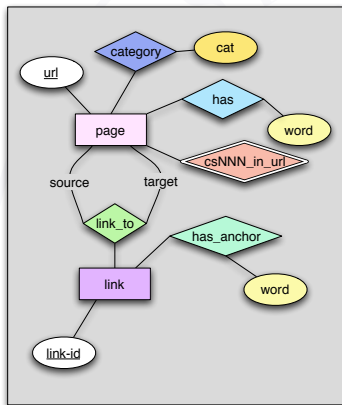 category
cat
url
has
word
page
csNNN_in_url
source
target
link_to
has_anchor
link
word
link-id